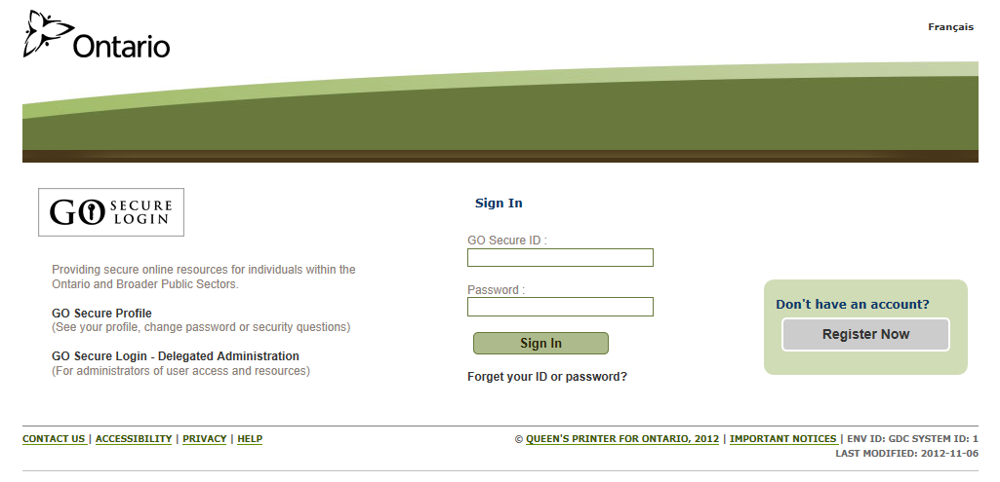 Ontario
Français
GO SECURE LOGIN
Providing secure online resources for individuals within the
Ontario and Broader Public Sectors.
GO Secure Profile
(See your profile, change password or security questions)
GO Secure Login - Delegated Administration
(For administrators of user access and resources)
Sign In
GO Secure ID :
Password :
Sign In
Forget your ID or password?
Don't have an account?
Register Now
CONTACT US | ACCESSIBILITY | PRIVACY | HELP
© QUEEN'S PRINTER FOR ONTARIO, 2012 | IMPORTANT NOTICES | ENV ID: GDC SYSTEM ID: 1
LAST MODIFIED: 2012-11-06